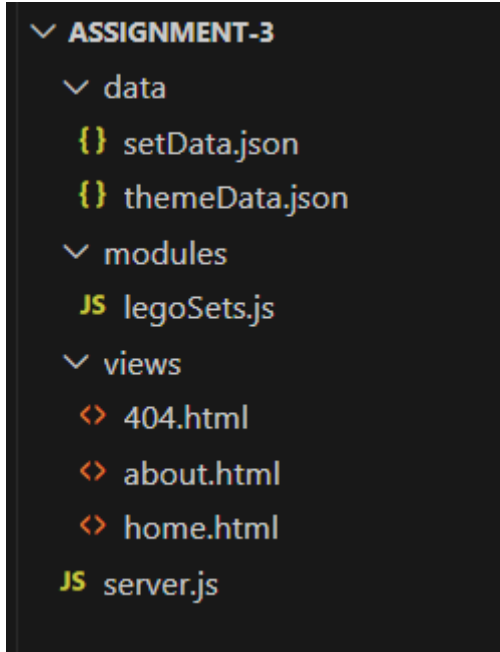 ASSIGNMENT-3
data
{} setData.json
{} themeData.json
modules
JS legoSets.js
views
<> 404.html
<> about.html
<> home.html
JS server.js